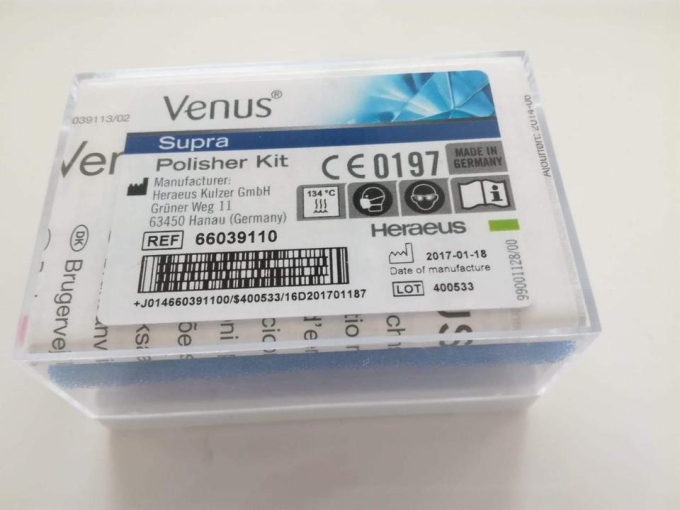 Venus®
Supra
Polisher Kit
Manufacturer:
Heraeus Kulzer GmbH
Grüner Weg 11
63450 Hanau (Germany)
CE 0197
MADE IN
GERMANY
134 °C
i
Heraeus
REF 66039110
2017-01-18
Date of manufacture
LOT 400533
+J014660391100/$400533/16D201701187
99001128/00
039113/02
Ver
DK Brugervej